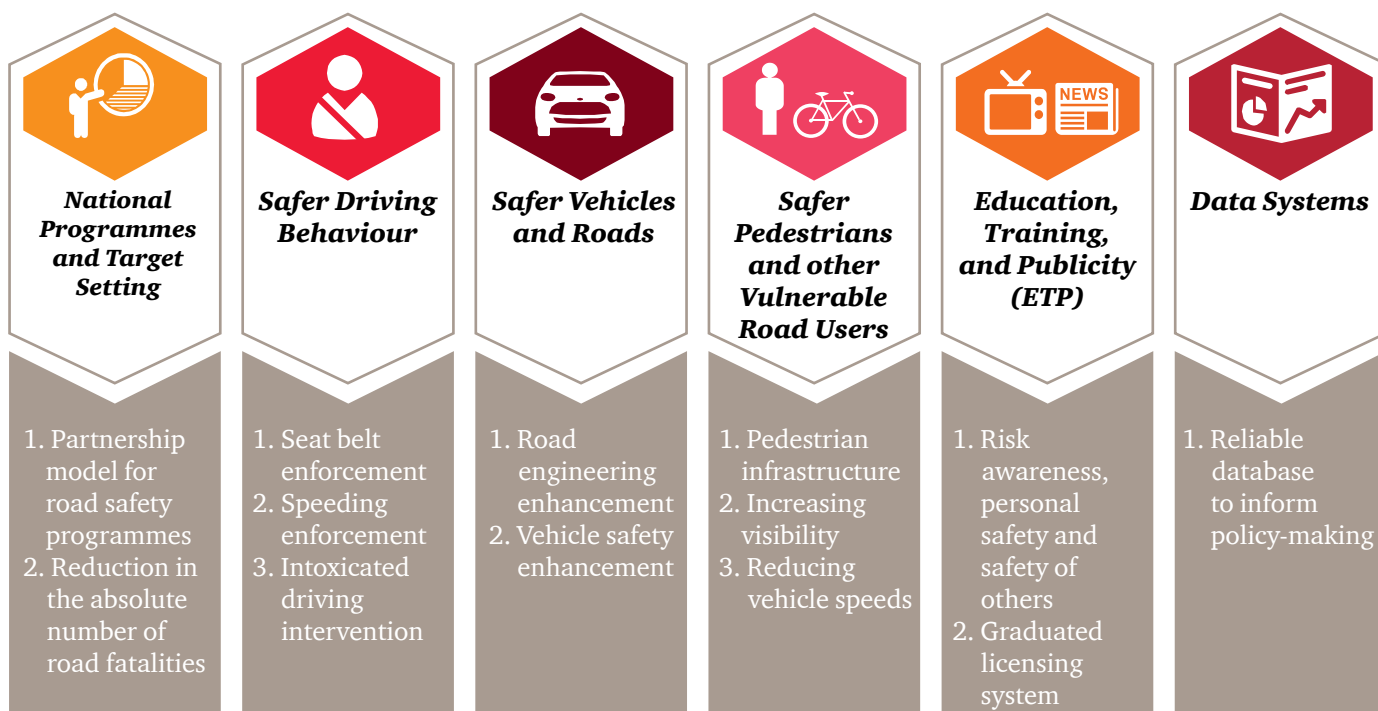 National
Programmes
and Target
Setting
1. Partnership
model for
road safety
programmes
2. Reduction in
the absolute
number of
road fatalities
Safer Driving
Behaviour
1. Seat belt
enforcement
2. Speeding
enforcement
3. Intoxicated
driving
intervention
Safer Vehicles
and Roads
1. Road
engineering
enhancement
2. Vehicle safety
enhancement
Safer
Pedestrians
and other
Vulnerable
Road Users
1. Pedestrian
infrastructure
2. Increasing
visibility
3. Reducing
vehicle speeds
NEWS
Education,
Training,
and Publicity
(ETP)
1. Risk
awareness,
personal
safety and
safety of
others
2. Graduated
licensing
system
Data Systems
1. Reliable
database
to inform
policy-making